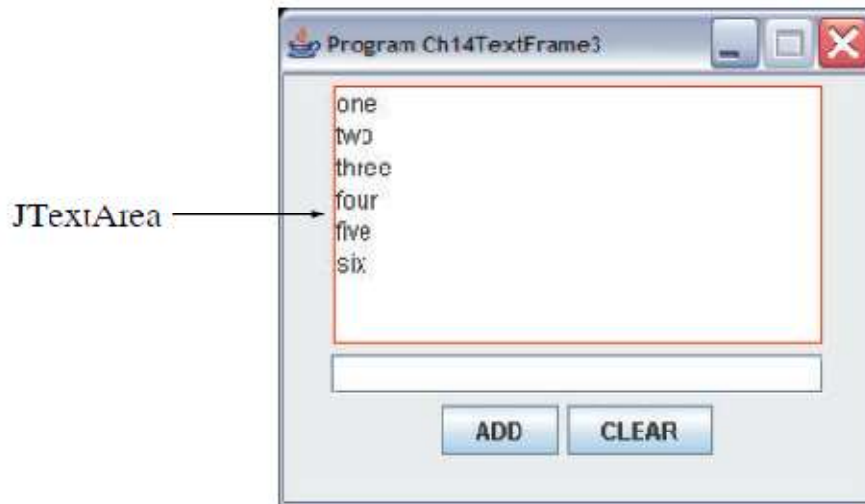 Program Ch14TextFrame3
one
two
three
four
five
six
JTextArea
ADD
CLEAR